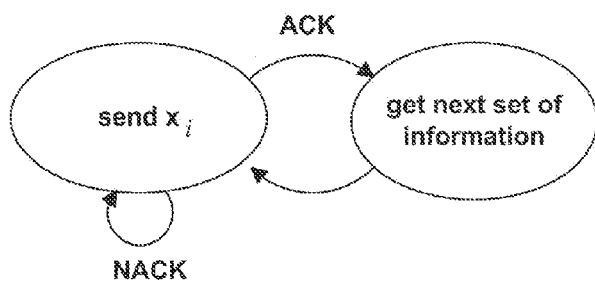 ACK
send x i
get next set of
information
NACK